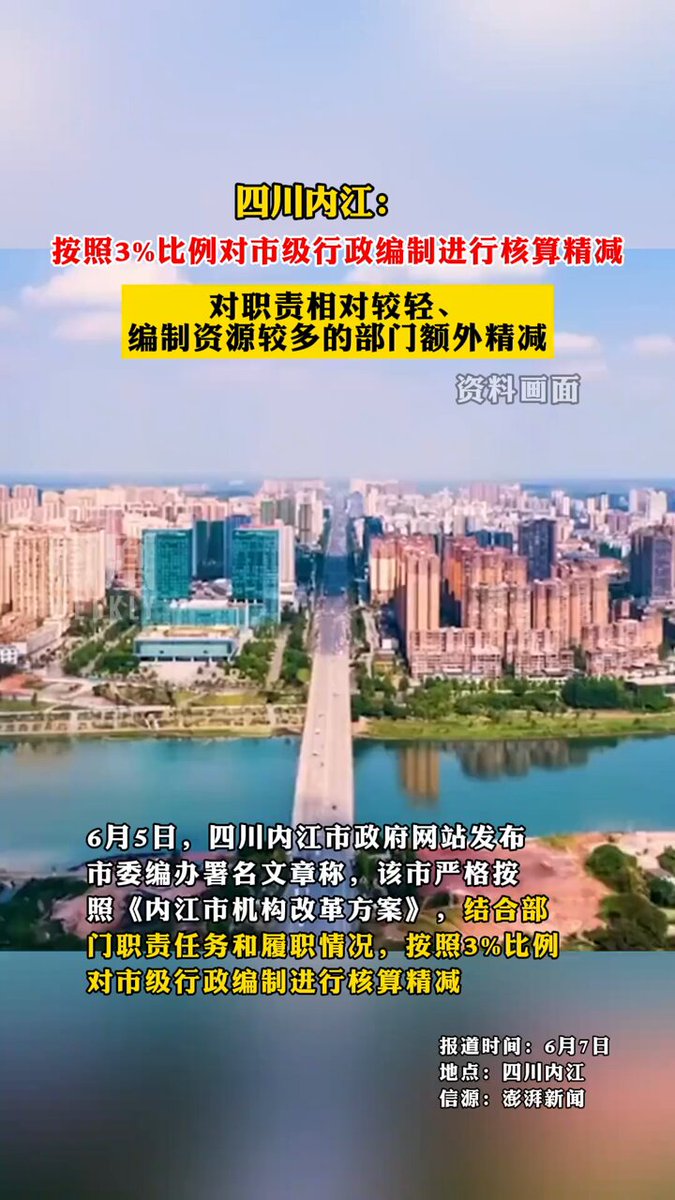 四川内江：
按照3%比例对市级行政编制进行核算精减
对职责相对较轻、
编制资源较多的部门额外精减
资料画面
WEEKLY
6月5日，四川内江市政府网站发布
市委编办署名文章称，该市严格按
照《内江市机构改革方案》，结合部
门职责任务和履职情况，按照3%比例
对市级行政编制进行核算精减
报道时间：6月7日
地点：四川内江
信源：澎湃新闻